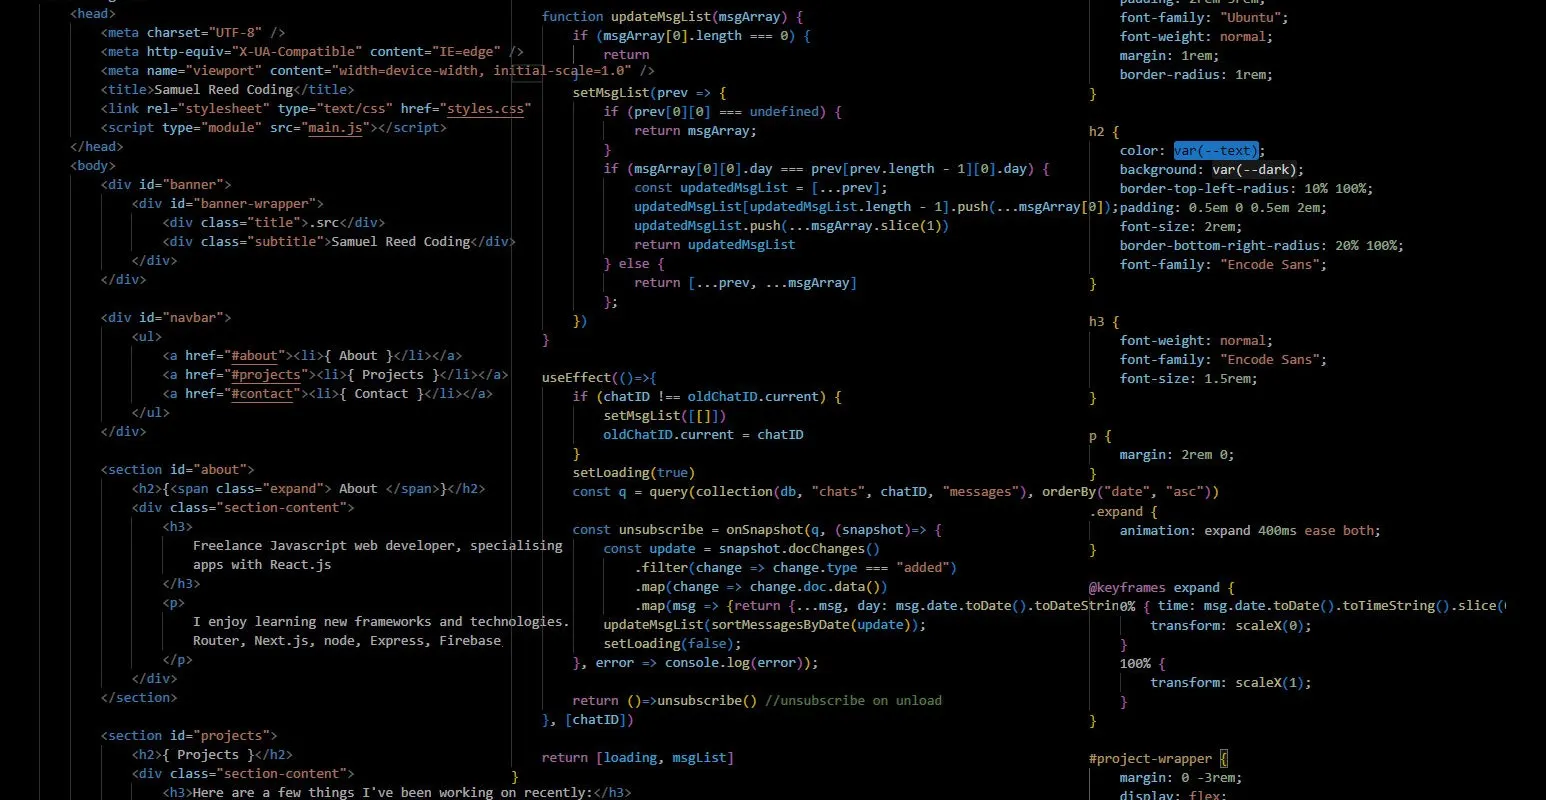 <head>
<meta charset="UTF-8" />
<meta http-equiv="X-UA-Compatible" content="IE=edge" />
<meta name="viewport" content="width=device-width, initial-scale=1.0" />
<title>Samuel Reed Coding</title>
<link rel="stylesheet" type="text/css" href="styles.css"
<script type="module" src="main.js"></script>
</head>
<body>
<div id="banner">
<div id="banner-wrapper">
<div class="title">.src</div>
<div class="subtitle">Samuel Reed Coding</div>
</div>
</div>
<div id="navbar">
<ul>
<a href="#about"><li>{ About }</li></a>
<a href="#projects"><li>{ Projects }</li></a>
<a href="#contact"><li>{ Contact }</li></a>
</ul>
</div>
<section id="about">
<h2>{<span class="expand"> About </span>}</h2>
<div class="section-content">
<h3>
Freelance Javascript web developer, specialising
apps with React.js
</h3>
<p>
I enjoy learning new frameworks and technologies.
Router, Next.js, node, Express, Firebase
</p>
</div>
</section>
<section id="projects">
<h2>{ Projects }</h2>
<div class="section-content">
<h3>Here are a few things I've been working on recently:</h3>
function updateMsgList(msgArray) {
if (msgArray[0].length === 0) {
return
}
setMsgList(prev => {
if (prev[0][0] === undefined) {
return msgArray;
}
if (msgArray[0][0].day === prev[prev.length - 1][0].day) {
const updatedMsgList = [...prev];
updatedMsgList[updatedMsgList.length - 1].push(...msgArray[0]);
updatedMsgList.push(...msgArray.slice(1))
return updatedMsgList
} else {
return [...prev, ...msgArray]
};
})
}
useEffect(()=>{
if (chatID !== oldChatID.current) {
setMsgList([[]])
oldChatID.current = chatID
}
setLoading(true)
const q = query(collection(db, "chats", chatID, "messages"), orderBy("date", "asc"))
const unsubscribe = onSnapshot(q, (snapshot)=> {
const update = snapshot.docChanges()
.filter(change => change.type === "added")
.map(change => change.doc.data())
.map(msg => {return {...msg, day: msg.date.toDate().toDateStrin
updateMsgList(sortMessagesByDate(update));
setLoading(false);
}, error => console.log(error));
return ()=>unsubscribe() //unsubscribe on unload
}, [chatID])
return [loading, msgList]
}
font-family: "Ubuntu";
font-weight: normal;
margin: 1rem;
border-radius: 1rem;
}
h2 {
color: var(--text);
background: var(--dark);
border-top-left-radius: 10% 100%;
padding: 0.5em 0 0.5em 2em;
font-size: 2rem;
border-bottom-right-radius: 20% 100%;
font-family: "Encode Sans";
}
h3 {
font-weight: normal;
font-family: "Encode Sans";
font-size: 1.5rem;
}
p {
margin: 2rem 0;
}
.expand {
animation: expand 400ms ease both;
}
@keyframes expand {
0% { time: msg.date.toDate().toTimeString().slice(
transform: scaleX(0);
}
100% {
transform: scaleX(1);
}
}
#project-wrapper {
margin: 0 -3rem;
display: flex;